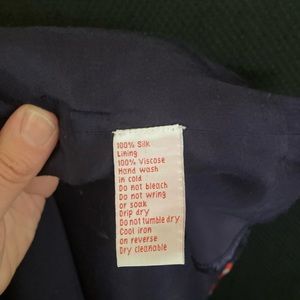 100% Silk
Lining
100% Viscose
Hand wash
in cold
Do not bleach
Do not wring
or soak
Drip dry
Do not tumble dry
Cool iron
on reverse
Dry cleanable